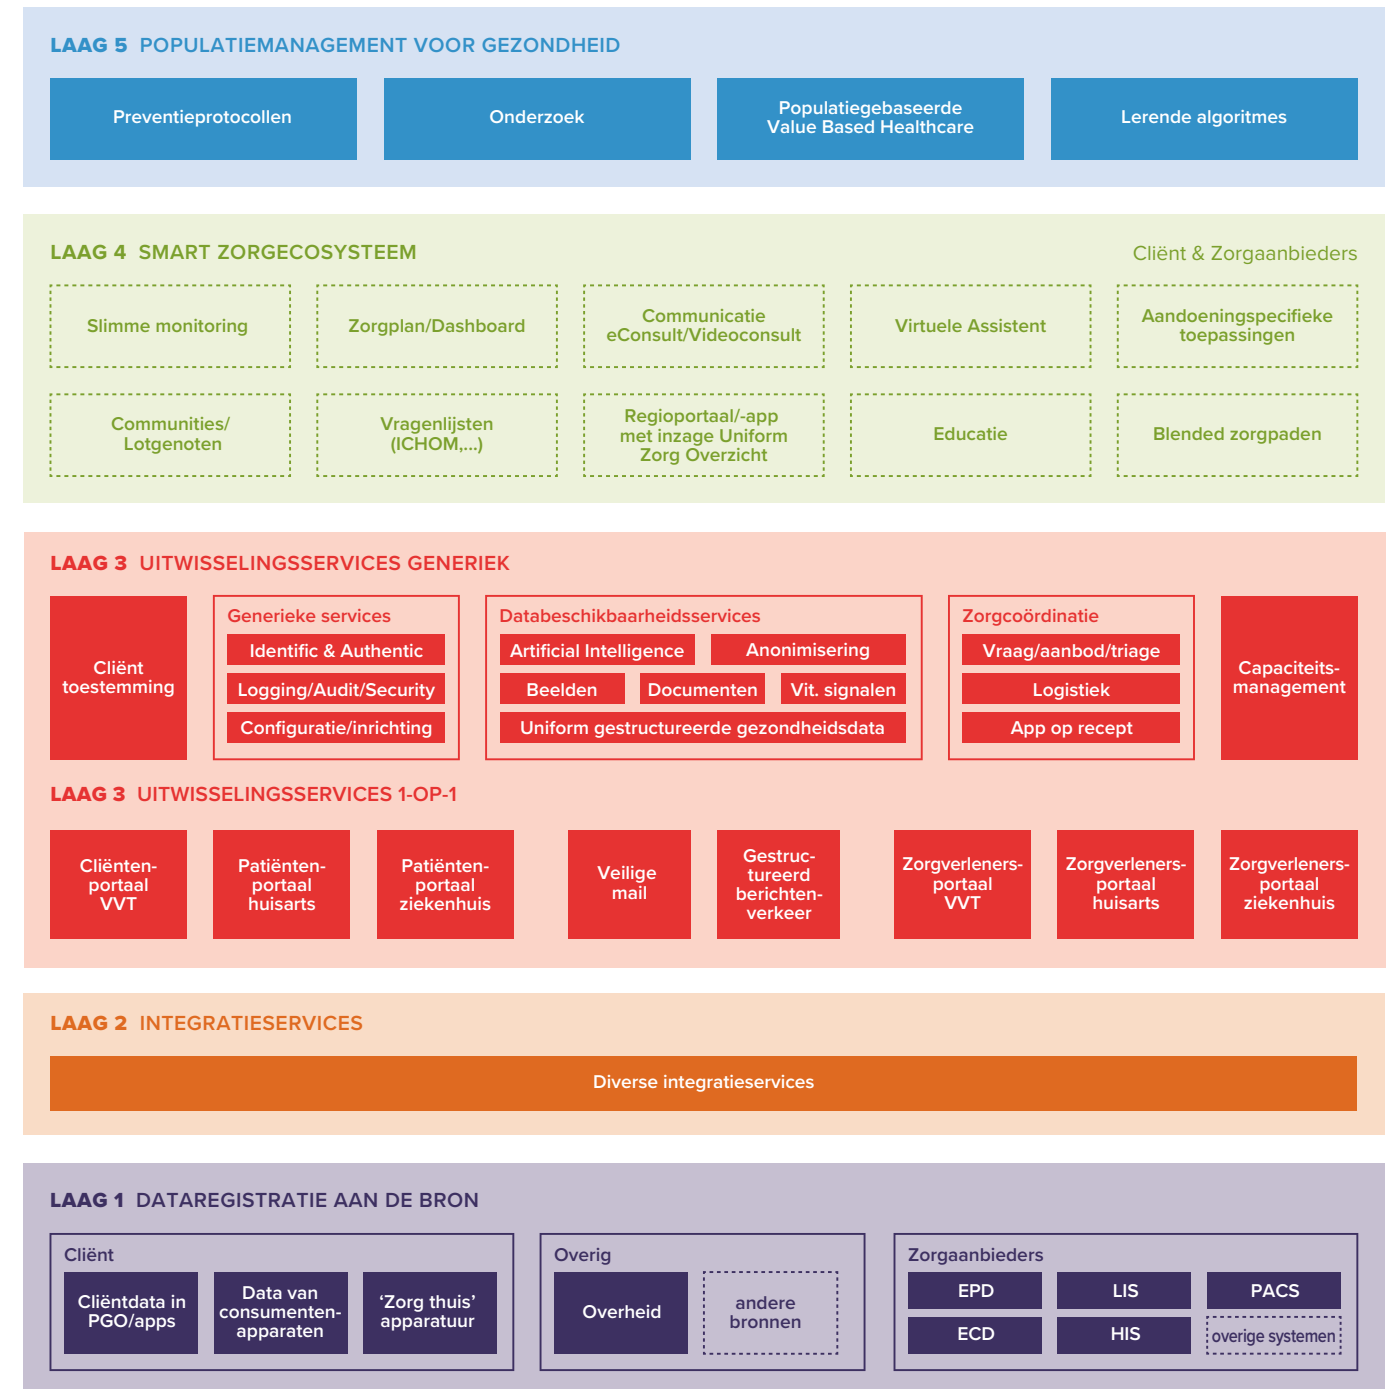 LAAG 5 POPULATIEMANAGEMENT VOOR GEZONDHEID
Preventieprotocollen
Onderzoek
Populatiegebaseerde
Value Based Healthcare
Lerende algoritmes
LAAG 4 SMART ZORGECOSYSTEEM
Cliënt & Zorgaanbieders
Slimme monitoring
Zorgplan/Dashboard
Communicatie
eConsult/Videoconsult
Virtuele Assistent
Aandoeningspecifieke
toepassingen
Communities/
Lotgenoten
Vragenlijsten
(ICHOM,...)
Regioportaal/-app
met inzage Uniform
Zorg Overzicht
Educatie
Blended zorgpaden
LAAG 3 UITWISSELINGSSERVICES GENERIEK
Cliënt
toestemming
Generieke services
Identific & Authentic
Logging/Audit/Security
Configuratie/inrichting
Databeschikbaarheidsservices
Artificial Intelligence
Anonimisering
Beelden
Documenten
Vit. signalen
Uniform gestructureerde gezondheidsdata
Zorgcoördinatie
Vraag/aanbod/triage
Logistiek
App op recept
Capaciteits-
management
LAAG 3 UITWISSELINGSSERVICES 1-OP-1
Cliënten-
portaal
VVT
Patiënten-
portaal
huisarts
Patiënten-
portaal
ziekenhuis
Veilige
mail
Gestruc-
tureerd
berichten-
verkeer
Zorgverleners-
portaal
VVT
Zorgverleners-
portaal
huisarts
Zorgverleners-
portaal
ziekenhuis
LAAG 2 INTEGRATIESERVICES
Diverse integratieservices
LAAG 1 DATAREGISTRATIE AAN DE BRON
Cliënt
Cliëntdata in
PGO/apps
Data van
consumenten-
apparaten
‘Zorg thuis’
apparatuur
Overig
Overheid
andere
bronnen
Zorgaanbieders
EPD
LIS
PACS
ECD
HIS
overige systemen